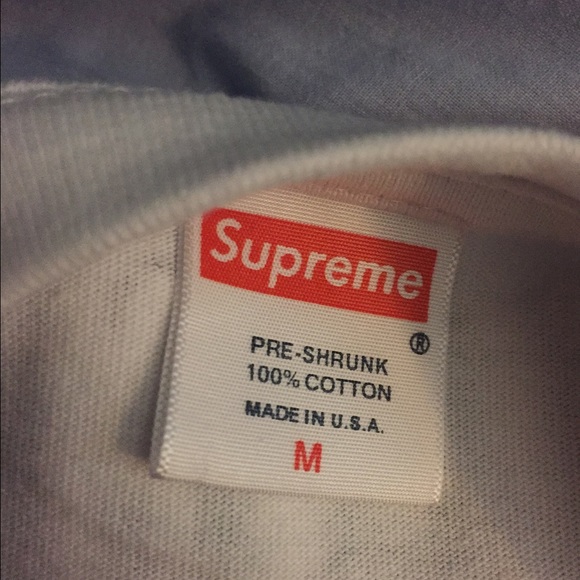 Supreme
®
PRE-SHRUNK
100% COTTON
MADE IN U.S.A.
M